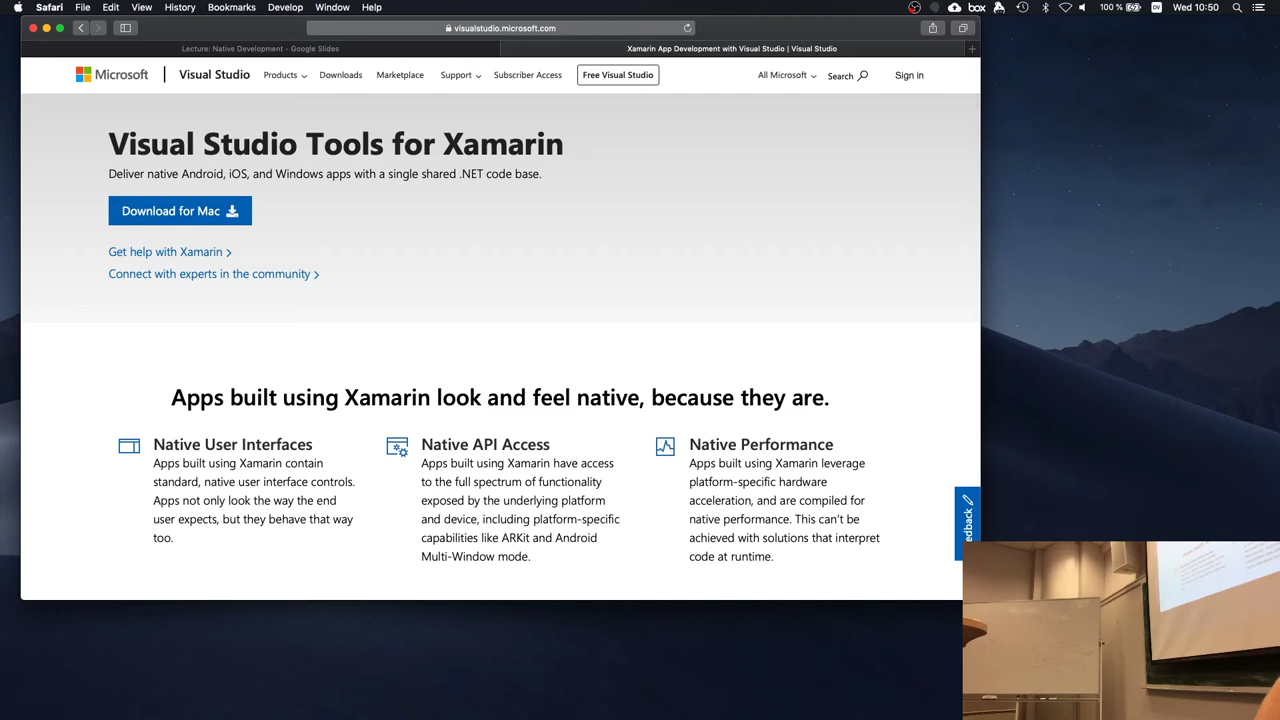 Safari File Edit View History Bookmarks Develop Window Help
box 100 % DV Wed 10:50
visualstudio.microsoft.com
Lecture: Native Development - Google Slides
Xamarin App Development with Visual Studio | Visual Studio
Microsoft
Visual Studio Products Downloads Marketplace Support Subscriber Access Free Visual Studio
All Microsoft Search Sign in
Visual Studio Tools for Xamarin
Deliver native Android, iOS, and Windows apps with a single shared .NET code base.
Download for Mac
Get help with Xamarin
Connect with experts in the community
Apps built using Xamarin look and feel native, because they are.
Native User Interfaces
Apps built using Xamarin contain
standard, native user interface controls.
Apps not only look the way the end
user expects, but they behave that way
too.
Native API Access
Apps built using Xamarin have access
to the full spectrum of functionality
exposed by the underlying platform
and device, including platform-specific
capabilities like ARKit and Android
Multi-Window mode.
Native Performance
Apps built using Xamarin leverage
platform-specific hardware
acceleration, and are compiled for
native performance. This can't be
achieved with solutions that interpret
code at runtime.
edback